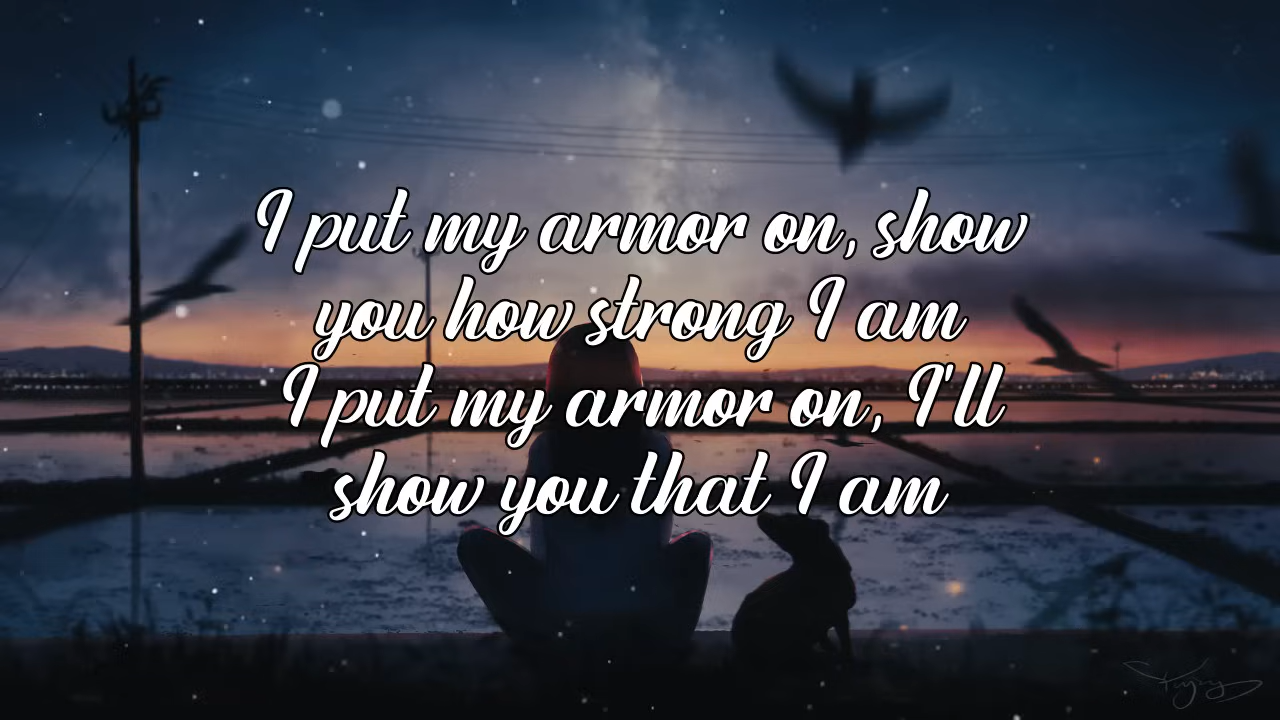 I put my armor on, show
you how strong I am
I put my armor on, I'll
show you that I am